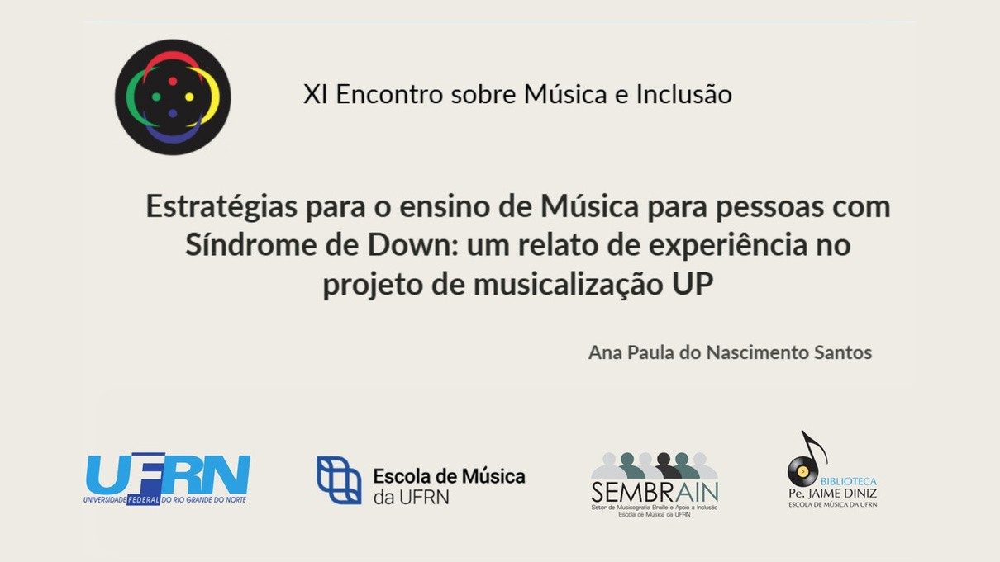 XI Encontro sobre Música e Inclusão
Estratégias para o ensino de Música para pessoas com
Síndrome de Down: um relato de experiência no
projeto de musicalização UP
Ana Paula do Nascimento Santos
UFRN
UNIVERSIDADE FEDERAL DO RIO GRANDE DO NORTE
Escola de Música
da UFRN
SEMBRAIN
Setor de Musicografia Braille e Apoio à Inclusão
Escola de Música da UFRN
BIBLIOTECA
Pe. JAIME DINIZ
ESCOLA DE MÚSICA DA UFRN